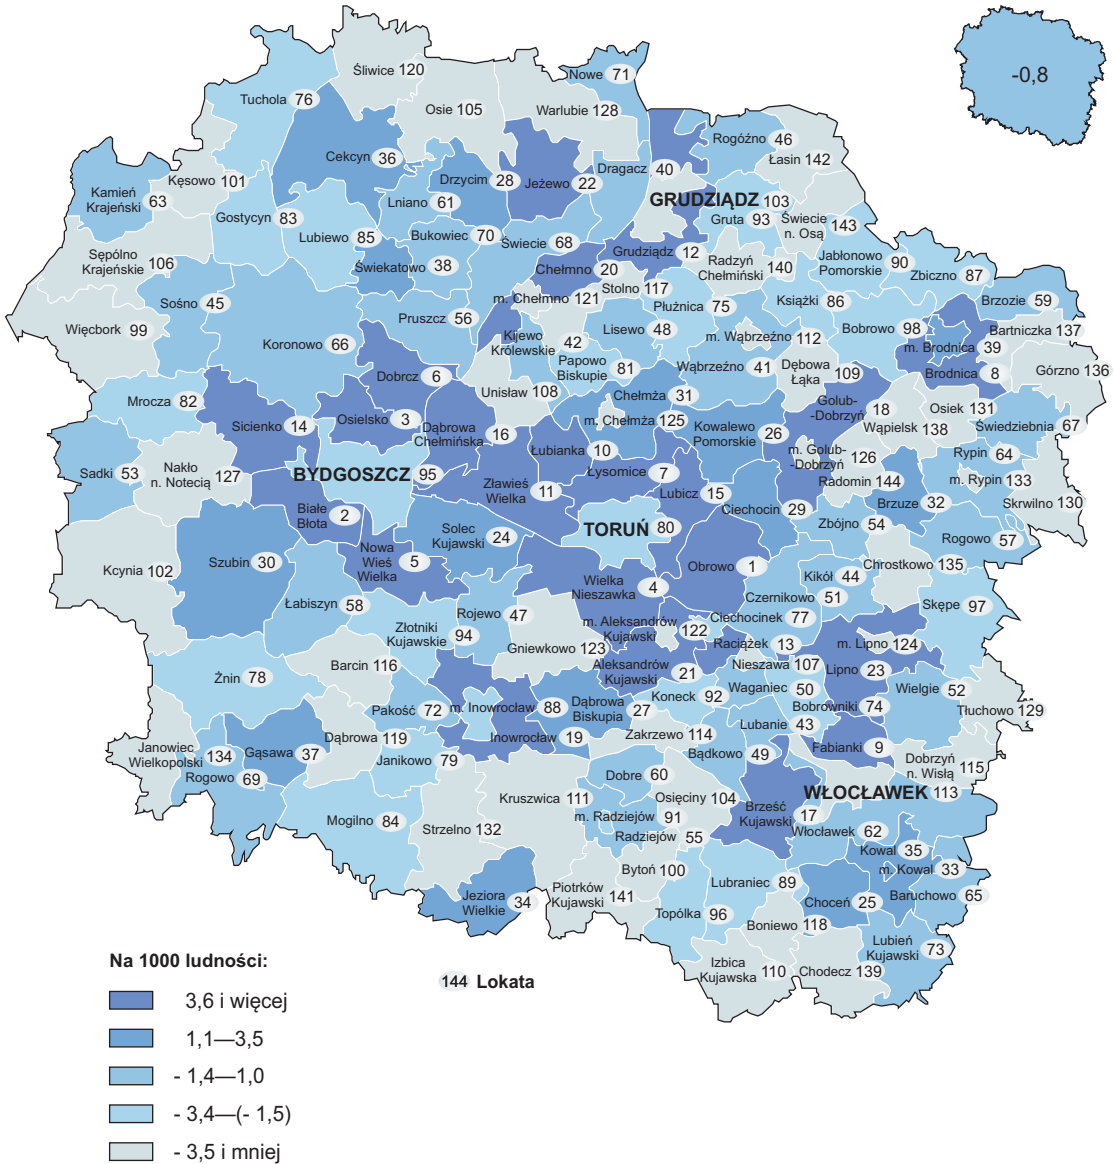 -0,8
Śliwice 120
Nowe 71
Tuchola 76
Osie 105
Warlubie 128
Rogóźno 46
Łasin 142
Cekcyn 36
Drzycim 28
Jeżewo 22
Dragacz 40
Kęsowo 101
Kamień
Krajeński 63
Lniano 61
GRUDZIĄDZ 103
Gostycyn 83
Lubiewo 85
Bukowiec 70
Świecie 68
Gruta 93
Świecie
n. Osą 143
Grudziądz 12
Sępólno
Krajeńskie 106
Świekatowo 38
Chełmno 20
Radzyń
Chełmiński 140
Jabłonowo
Pomorskie 90
Zbiczno 87
Stolno 117
m. Chełmno 121
Sośno 45
Płużnica 75
Książki 86
Brzozie 59
Więcbork 99
Pruszcz 56
Kijewo
Królewskie 42
Lisewo 48
m. Wąbrzeźno 112
Bobrowo 98
Bartniczka 137
m. Brodnica 39
Koronowo 66
Papowo
Biskupie 81
Wąbrzeźno 41
Dębowa
Łąka 109
Brodnica 8
Górzno 136
Dobrcz 6
Unisław 108
Chełmża 31
Mrocza 82
Golub-
-Dobrzyń 18
Osiek 131
Sicienko 14
Osielsko 3
Dąbrowa
Chełmińska 16
m. Chełmża 125
Kowalewo
Pomorskie 26
Wąpielsk 138
Świedziebnia 67
Łubianka 10
m. Golub-
-Dobrzyń 126
Rypin 64
Sadki 53
Nakło
n. Notecią 127
BYDGOSZCZ 95
Łysomice 7
Radomin 144
m. Rypin 133
Zławieś
Wielka 11
Lubicz 15
Ciechocin 29
Brzuze 32
Skrwilno 130
Białe
Błota 2
Solec
Kujawski 24
TORUŃ 80
Zbójno 54
Rogowo 57
Kcynia 102
Szubin 30
Nowa
Wieś
Wielka 5
Obrowo 1
Chrostkowo 135
Kikół 44
Wielka
Nieszawka 4
Czernikowo 51
Łabiszyn 58
Rojewo 47
Ciechocinek 77
Skępe 97
Złotniki
Kujawskie 94
m. Aleksandrów
Kujawski 122
Raciążek 13
m. Lipno 124
Gniewkowo 123
Barcin 116
Aleksandrów
Kujawski 21
Nieszawa 107
Lipno 23
Żnin 78
Waganiec 50
Wielgie 52
Koneck 92
Bobrowniki 74
Pakość 72
m. Inowrocław 88
Dąbrowa
Biskupia 27
Tłuchowo 129
Lubanie 43
Inowrocław 19
Zakrzewo 114
Dąbrowa 119
Janowiec
Wielkopolski 134
Gąsawa 37
Bądkowo 49
Fabianki 9
Janikowo 79
Dobrzyń
n. Wisłą 115
Rogowo 69
Dobre 60
Kruszwica 111
Osięciny 104
WŁOCŁAWEK 113
Brześć
Kujawski 17
m. Radziejów 91
Mogilno 84
Strzelno 132
Radziejów 55
Włocławek 62
Kowal 35
m. Kowal 33
Bytoń 100
Lubraniec 89
Piotrków
Kujawski 141
Jeziora
Wielkie 34
Choceń 25
Baruchowo 65
Topólka 96
Boniewo 118
Lubień
Kujawski 73
Izbica
Kujawska 110
Chodecz 139
Na 1000 ludności:
144 Lokata
3,6 i więcej
1,1—3,5
- 1,4—1,0
- 3,4—(- 1,5)
- 3,5 i mniej